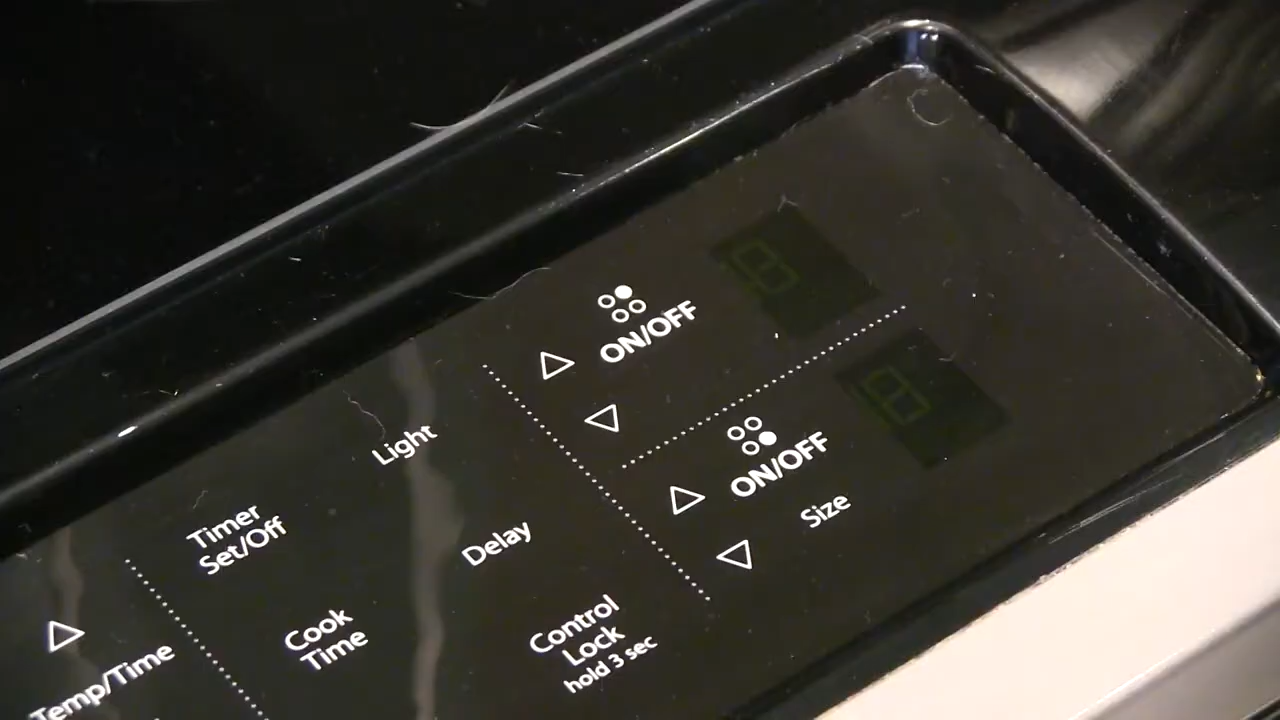 ON/OFF
Light
ON/OFF
Size
Timer
Set/Off
Delay
Cook
Time
Control
Lock
hold 3 sec
Temp/Time